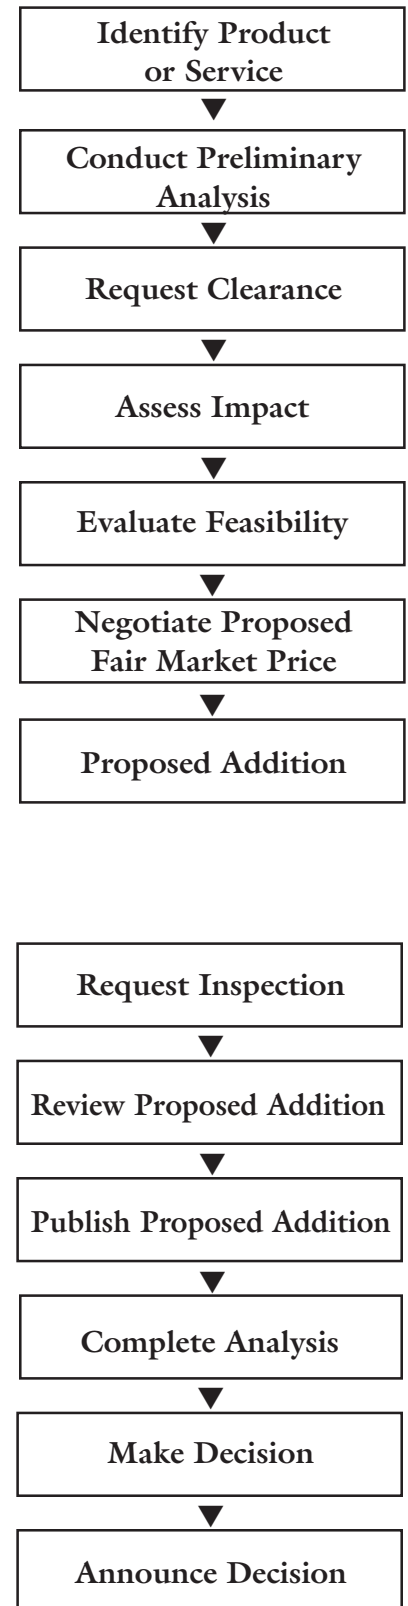 Identify Product
or Service
Conduct Preliminary
Analysis
Request Clearance
Assess Impact
Evaluate Feasibility
Negotiate Proposed
Fair Market Price
Proposed Addition
Request Inspection
Review Proposed Addition
Publish Proposed Addition
Complete Analysis
Make Decision
Announce Decision